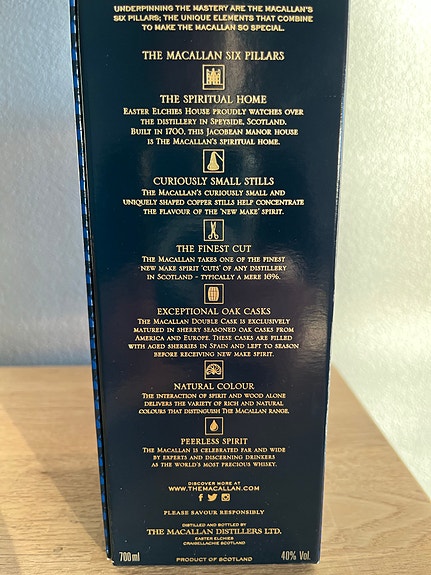 UNDERPINNING THE MASTERY ARE THE MACALLAN'S
SIX PILLARS; THE UNIQUE ELEMENTS THAT COMBINE
TO MAKE THE MACALLAN SO SPECIAL.
THE MACALLAN SIX PILLARS
THE SPIRITUAL HOME
EASTER ELCHIES HOUSE PROUDLY WATCHES OVER
THE DISTILLERY IN SPEYSIDE, SCOTLAND.
BUILT IN 1700, THIS JACOBEAN MANOR HOUSE
IS THE MACALLAN'S SPIRITUAL HOME.
CURIOUSLY SMALL STILLS
THE MACALLAN'S CURIOUSLY SMALL AND
UNIQUELY SHAPED COPPER STILLS HELP CONCENTRATE
THE FLAVOUR OF THE 'NEW MAKE' SPIRIT.
THE FINEST CUT
THE MACALLAN TAKES ONE OF THE FINEST
NEW MAKE SPIRIT 'CUTS' OF ANY DISTILLERY
IN SCOTLAND - TYPICALLY A MERE 16%.
EXCEPTIONAL OAK CASKS
THE MACALLAN DOUBLE CASK IS EXCLUSIVELY
MATURED IN SHERRY SEASONED OAK CASKS FROM
AMERICA AND EUROPE. THESE CASKS ARE FILLED
WITH AGED SHERRIES IN SPAIN AND LEFT TO SEASON
BEFORE RECEIVING NEW MAKE SPIRIT.
NATURAL COLOUR
THE INTERACTION OF SPIRIT AND WOOD ALONE
DELIVERS THE VARIETY OF RICH AND NATURAL
COLOURS THAT DISTINGUISH THE MACALLAN RANGE.
PEERLESS SPIRIT
THE MACALLAN IS CELEBRATED FAR AND WIDE
BY EXPERTS AND DISCERNING DRINKERS
AS THE WORLD'S MOST PRECIOUS WHISKY.
DISCOVER MORE AT
WWW.THEMACALLAN.COM
PLEASE SAVOUR RESPONSIBLY
DISTILLED AND BOTTLED BY
THE MACALLAN DISTILLERS LTD.
EASTER ELCHIES
CRAIGELLACHIE SCOTLAND
700ml
PRODUCT OF SCOTLAND
40% Vol.